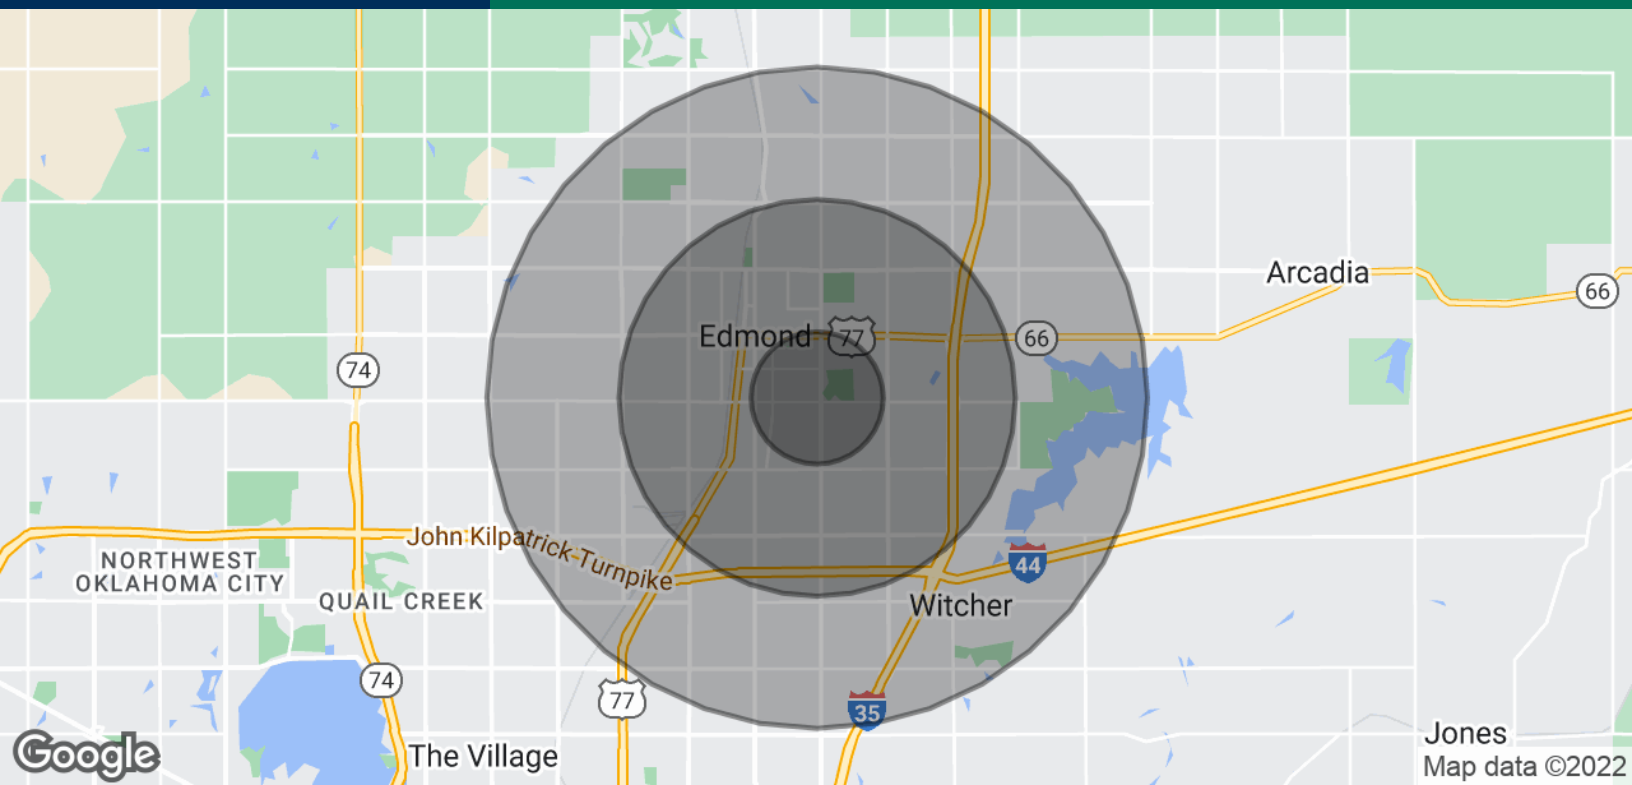 Arcadia
66
Edmond
77
66
74
John Kilpatrick Turnpike
NORTHWEST
OKLAHOMA CITY
44
QUAIL CREEK
Witcher
74
77
35
Jones
Google
The Village
Map data ©2022